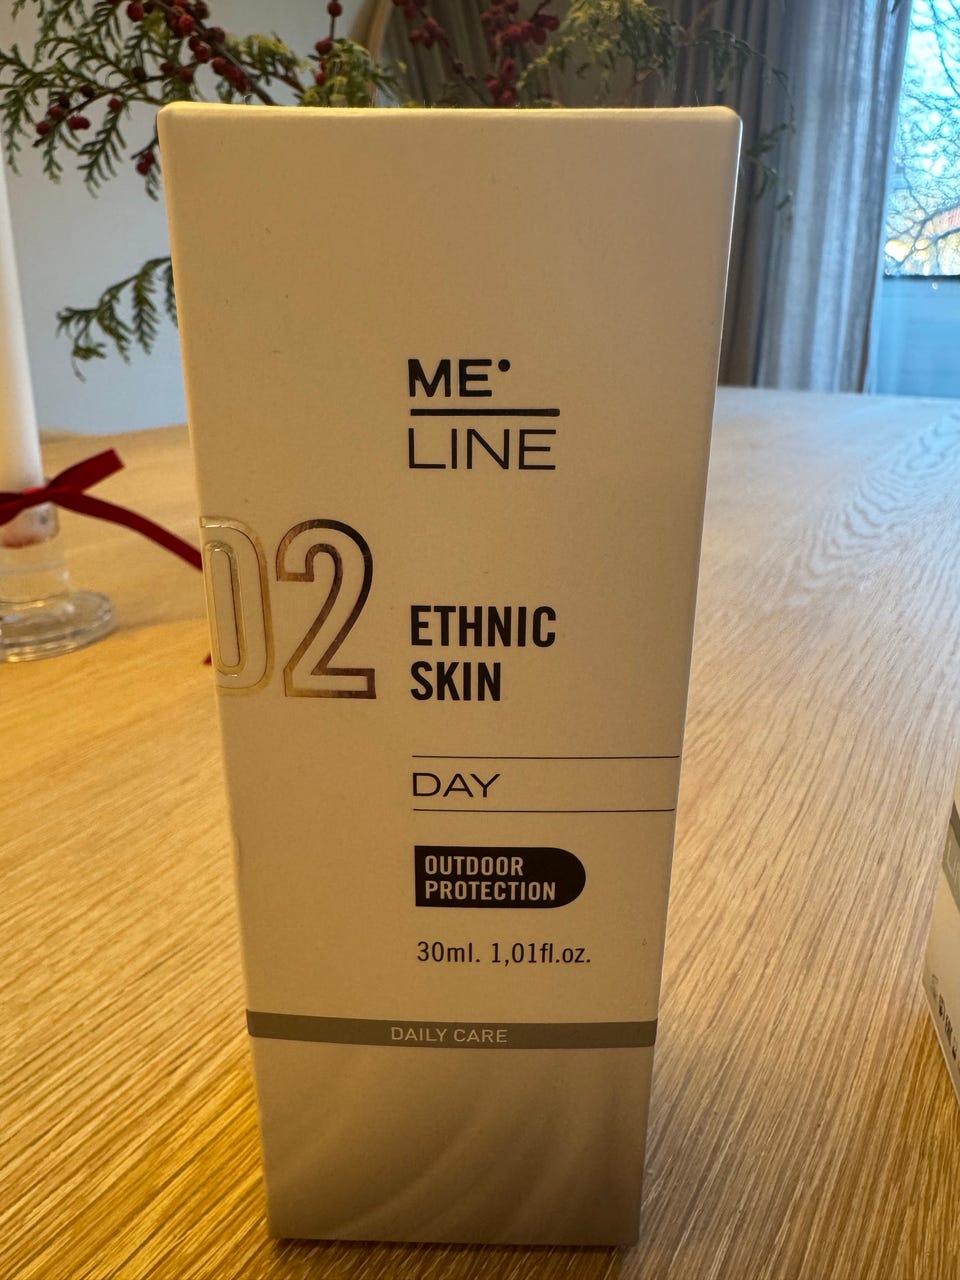 ME•
LINE
02
ETHNIC
SKIN
DAY
OUTDOOR
PROTECTION
30ml. 1,01fl.oz.
DAILY CARE